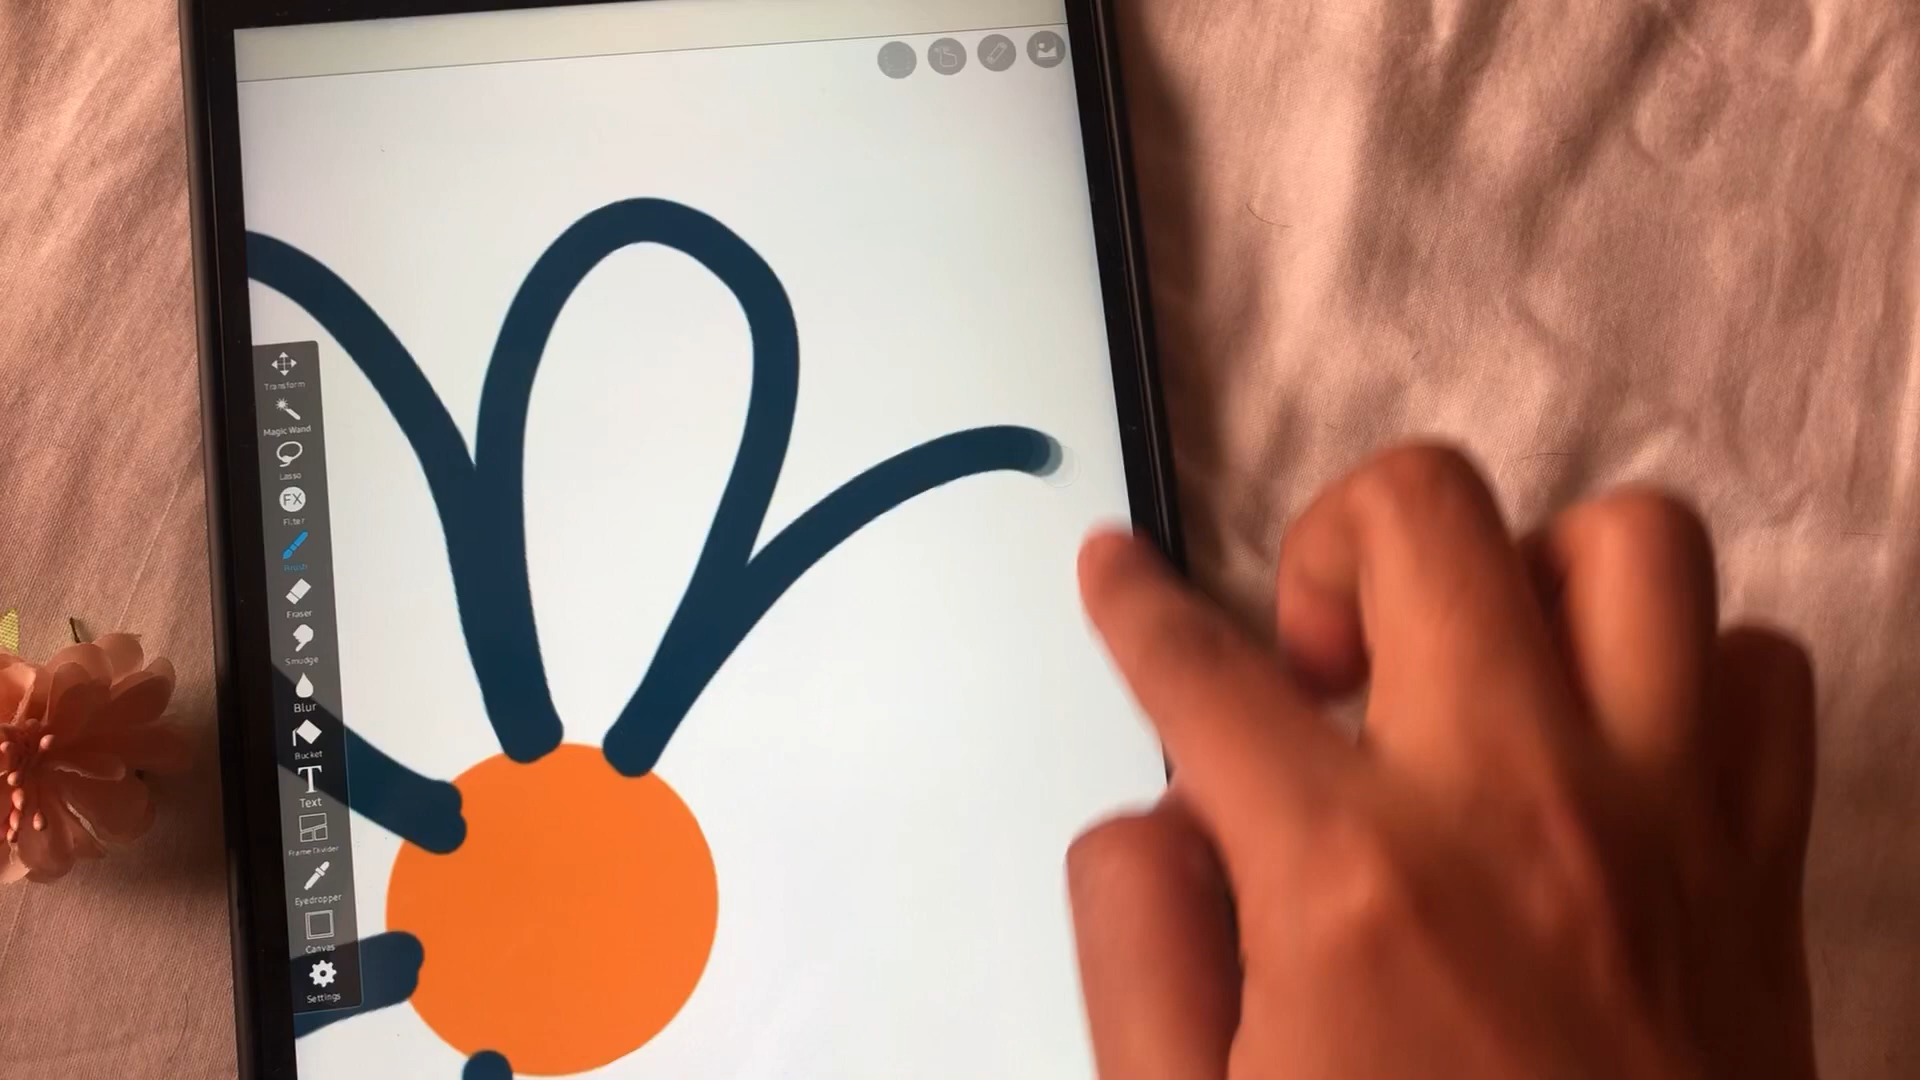 Transform
Magic Wand
Lasso
FX
Filter
Brush
Eraser
Smudge
Blur
Bucket
T
Text
Frame Divider
Eyedropper
Canvas
Settings